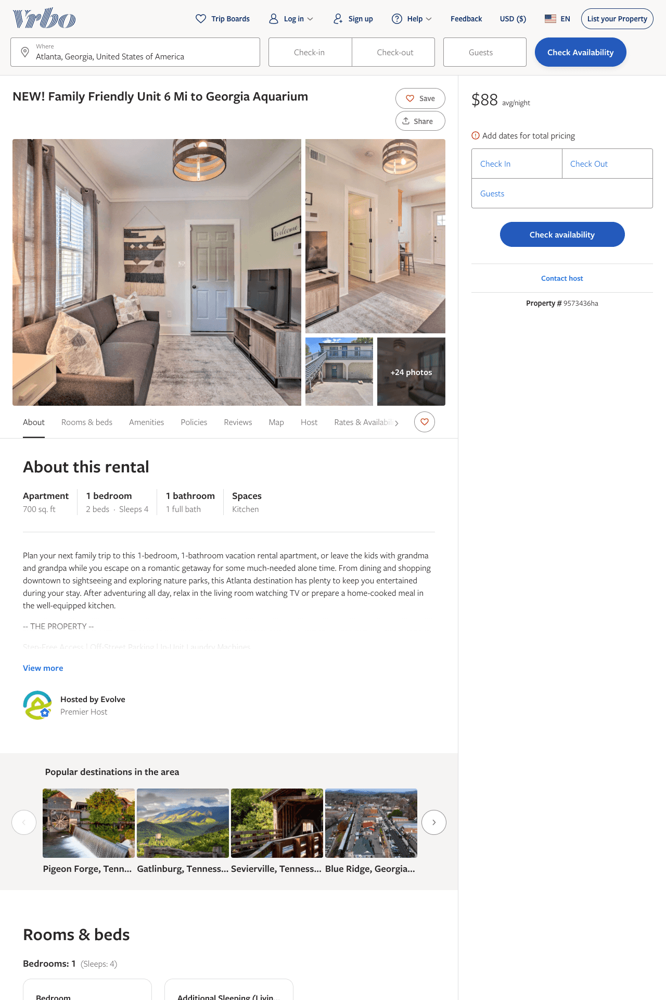 Vrbo
Trip Boards
Log in
Sign up
Help
Feedback
USD ($)
EN
List your Property
Where
Atlanta, Georgia, United States of America
Check-in
Check-out
Guests
Check Availability
NEW! Family Friendly Unit 6 Mi to Georgia Aquarium
Save
Share
Welcome
+24 photos
$88 avg/night
Add dates for total pricing
Check In
Check Out
Guests
Check availability
Contact host
Property # 9573436ha
About
Rooms & beds
Amenities
Policies
Reviews
Map
Host
Rates & Availabili
About this rental
Apartment
700 sq. ft
1 bedroom
2 beds · Sleeps 4
1 bathroom
1 full bath
Spaces
Kitchen
Plan your next family trip to this 1-bedroom, 1-bathroom vacation rental apartment, or leave the kids with grandma
and grandpa while you escape on a romantic getaway for some much-needed alone time. From dining and shopping
downtown to sightseeing and exploring nature parks, this Atlanta destination has plenty to keep you entertained
during your stay. After adventuring all day, relax in the living room watching TV or prepare a home-cooked meal in
the well-equipped kitchen.
-- THE PROPERTY --
Step-Free Access | Off-Street Parking | In-Unit Laundry Machines
View more
Hosted by Evolve
Premier Host
Popular destinations in the area
Pigeon Forge, Tenn...
Gatlinburg, Tenness...
Sevierville, Tenness...
Blue Ridge, Georgia...
Rooms & beds
Bedrooms: 1 (Sleeps: 4)
Bedroom
Additional Sleeping (Livin...